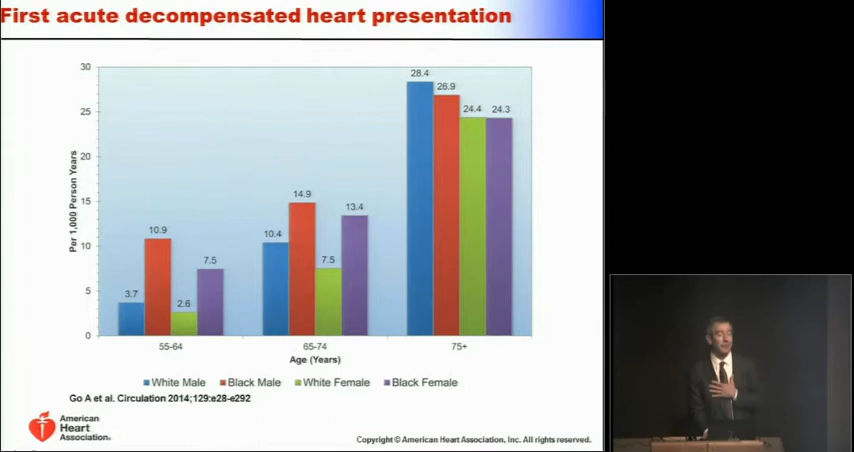 First acute decompensated heart presentation
30
28.4
26.9
25
24.4
24.3
20
15
14.9
13.4
10.9
10.4
10
7.5
7.5
5
3.7
2.6
0
Per 1,000 Person Years
55-64
65-74
75+
Age (Years)
White Male
Black Male
White Female
Black Female
Go A et al. Circulation 2014;129:e28-e292
American
Heart
Association®
Copyright © American Heart Association, Inc. All rights reserved.